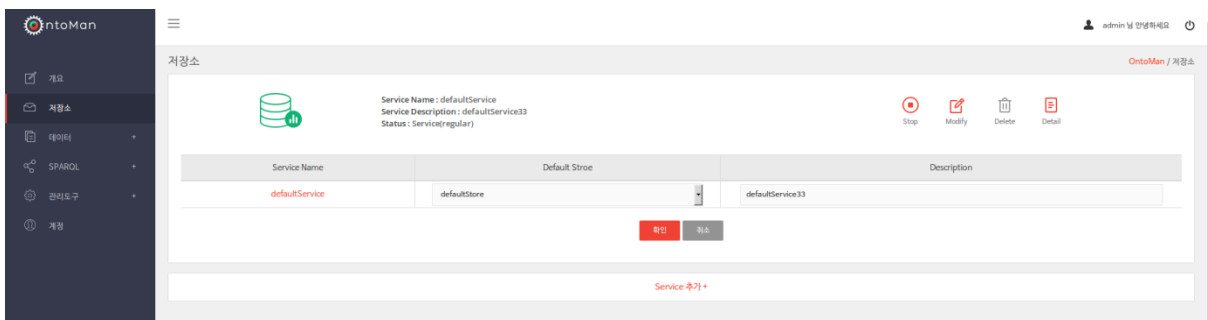 OntoMan
admin 님 안녕하세요
저장소
OntoMan / 저장소
개요
저장소
데이터 +
SPARQL +
관리도구 +
계정
Service Name : defaultService
Service Description : defaultService33
Status : Service(regular)
Stop Modify Delete Detail
Service Name Default Stroe Description
defaultService defaultStore defaultService33
확인 취소
Service 추가 +